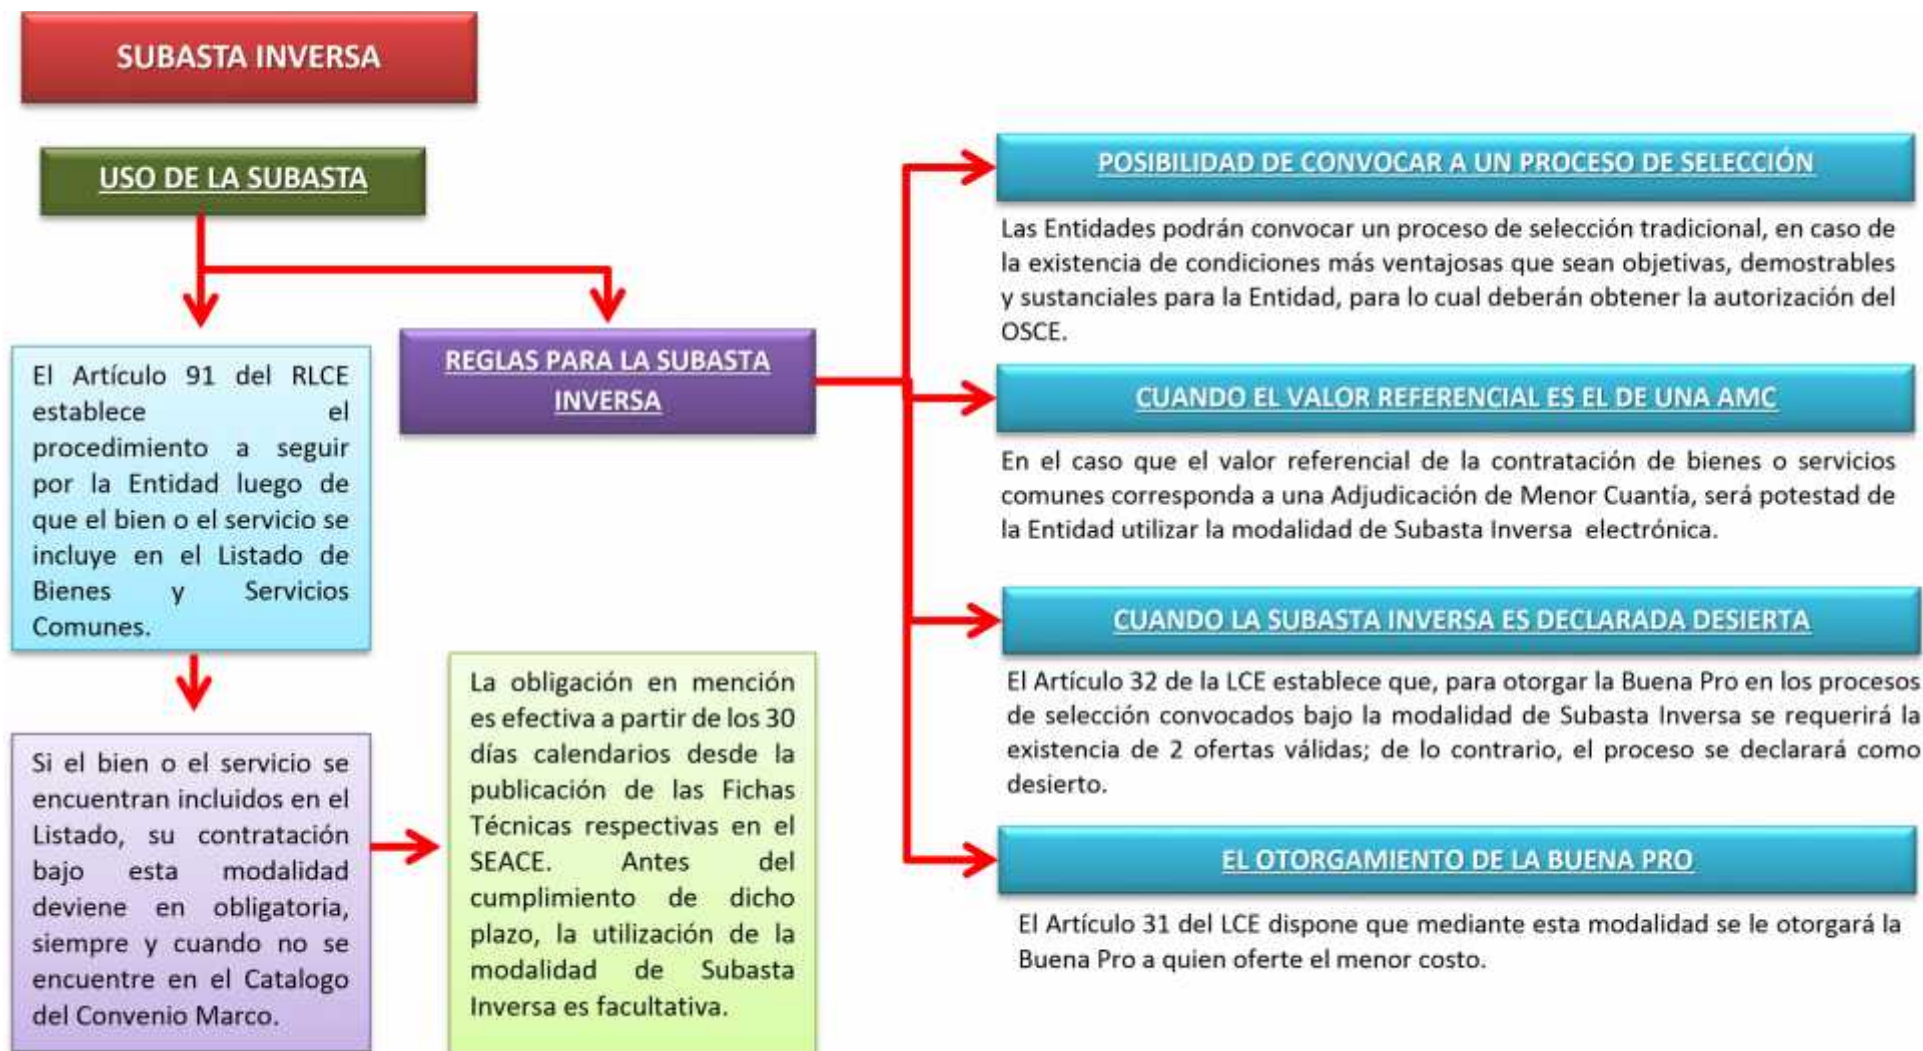 SUBASTA INVERSA
USO DE LA SUBASTA
El Artículo 91 del RLCE
establece el
procedimiento a seguir
por la Entidad luego de
que el bien o el servicio se
incluye en el Listado de
Bienes y Servicios
Comunes.
Si el bien o el servicio se
encuentran incluidos en el
Listado, su contratación
bajo esta modalidad
deviene en obligatoria,
siempre y cuando no se
encuentre en el Catalogo
del Convenio Marco.
La obligación en mención
es efectiva a partir de los 30
días calendarios desde la
publicación de las Fichas
Técnicas respectivas en el
SEACE. Antes del
cumplimiento de dicho
plazo, la utilización de la
modalidad de Subasta
Inversa es facultativa.
REGLAS PARA LA SUBASTA
INVERSA
POSIBILIDAD DE CONVOCAR A UN PROCESO DE SELECCIÓN
Las Entidades podrán convocar un proceso de selección tradicional, en caso de
la existencia de condiciones más ventajosas que sean objetivas, demostrables
y sustanciales para la Entidad, para lo cual deberán obtener la autorización del
OSCE.
CUANDO EL VALOR REFERENCIAL ES EL DE UNA AMC
En el caso que el valor referencial de la contratación de bienes o servicios
comunes corresponda a una Adjudicación de Menor Cuantía, será potestad de
la Entidad utilizar la modalidad de Subasta Inversa electrónica.
CUANDO LA SUBASTA INVERSA ES DECLARADA DESIERTA
El Artículo 32 de la LCE establece que, para otorgar la Buena Pro en los procesos
de selección convocados bajo la modalidad de Subasta Inversa se requerirá la
existencia de 2 ofertas válidas; de lo contrario, el proceso se declarará como
desierto.
EL OTORGAMIENTO DE LA BUENA PRO
El Artículo 31 del LCE dispone que mediante esta modalidad se le otorgará la
Buena Pro a quien oferte el menor costo.